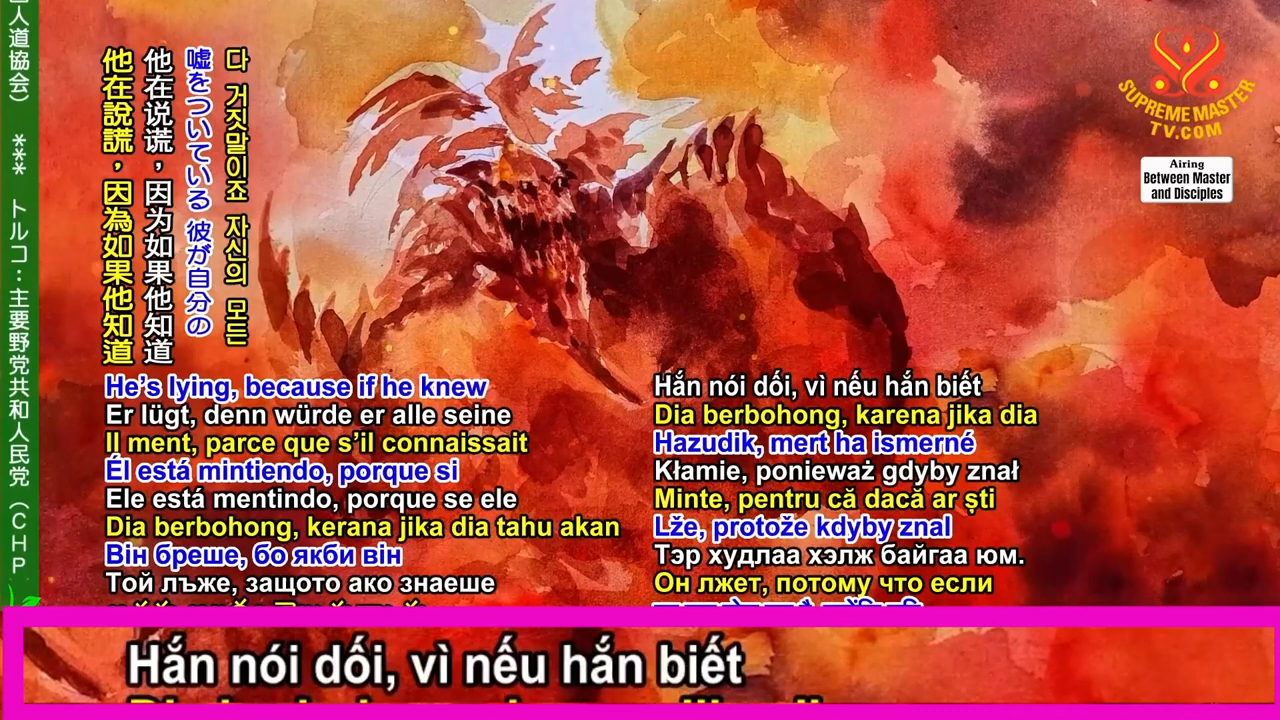 人道協會） *** トルコ：主要野党共和人民党（CHP
他在說謊，因為如果他知道
他在说谎，因为如果他知道
嘘をついている 彼が自分の
다 거짓말이죠 자신의 모든
SUPREME MASTER
TV.COM
Airing
Between Master
and Disciples
He’s lying, because if he knew
Er lügt, denn würde er alle seine
Il ment, parce que s’il connaissait
Él está mintiendo, porque si
Ele está mentindo, porque se ele
Dia berbohong, kerana jika dia tahu akan
Він бреше, бо якби він
Той лъже, защото ако знаеше
Hắn nói dối, vì nếu hắn biết
Dia berbohong, karena jika dia
Hazudik, mert ha ismerné
Kłamie, ponieważ gdyby znał
Minte, pentru că dacă ar ști
Lže, protože kdyby znal
Тэр худлаа хэлж байгаа юм.
Он лжет, потому что если
Hắn nói dối, vì nếu hắn biết